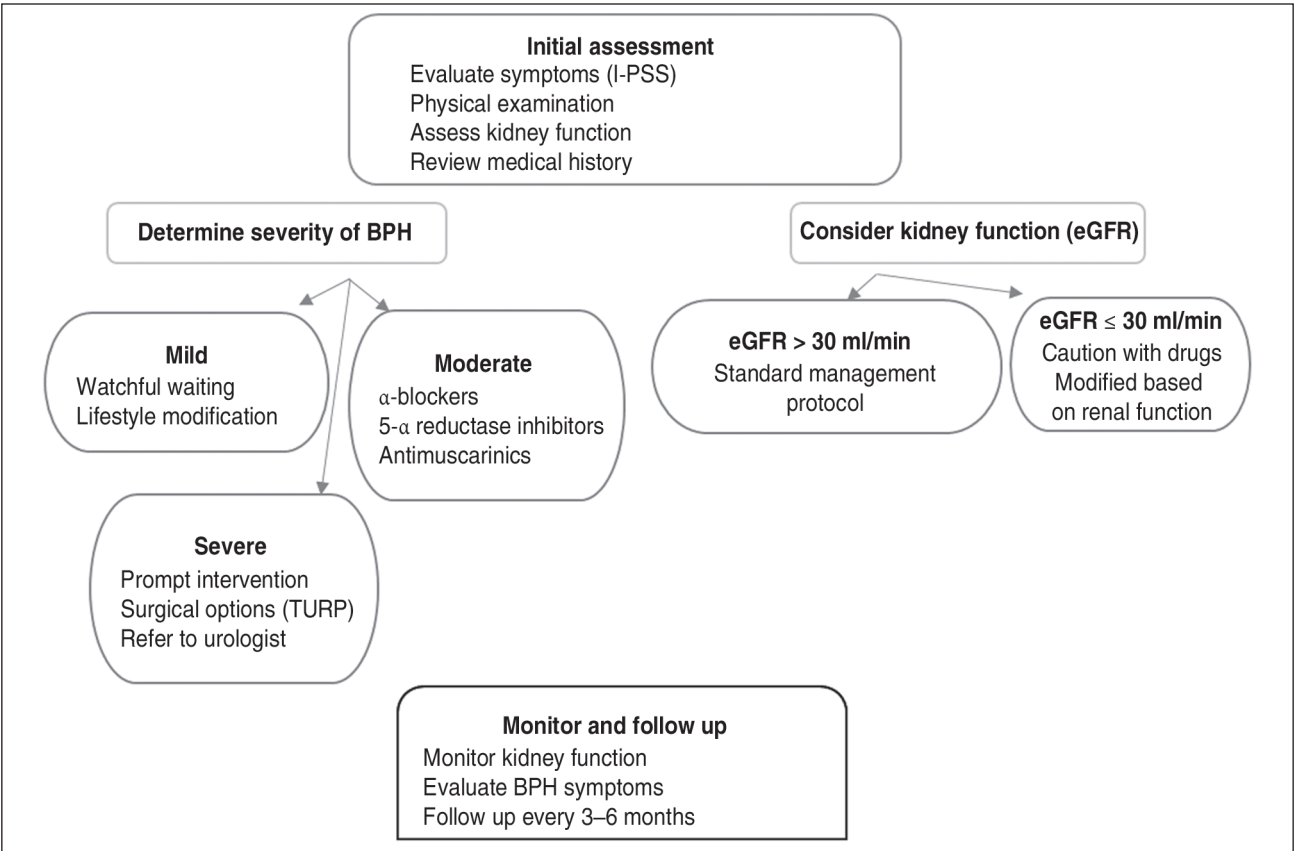 Initial assessment
Evaluate symptoms (I-PSS)
Physical examination
Assess kidney function
Review medical history
Determine severity of BPH
Consider kidney function (eGFR)
Mild
Watchful waiting
Lifestyle modification
Moderate
α-blockers
5-α reductase inhibitors
Antimuscarinics
eGFR > 30 ml/min
Standard management
protocol
eGFR ≤ 30 ml/min
Caution with drugs
Modified based
on renal function
Severe
Prompt intervention
Surgical options (TURP)
Refer to urologist
Monitor and follow up
Monitor kidney function
Evaluate BPH symptoms
Follow up every 3–6 months